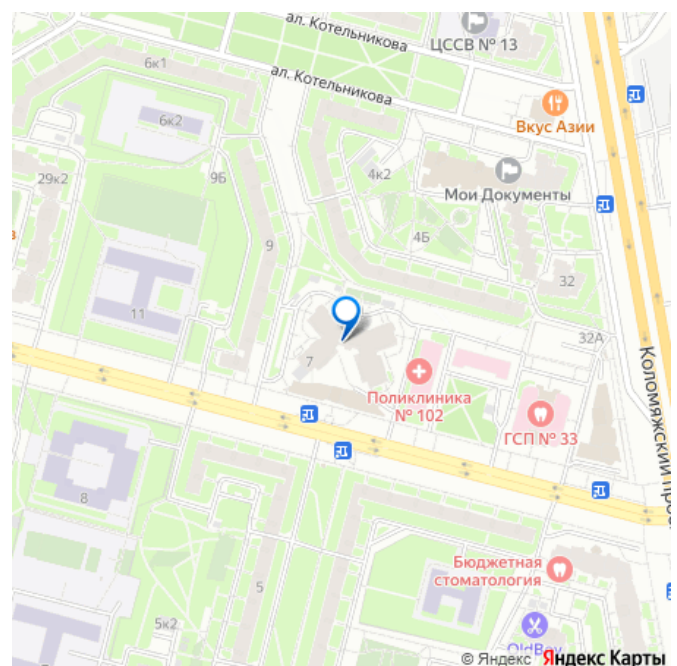 ал. Котельникова
ЦССВ № 13
6к1
ал. Котельникова
Вкус Азии
6к2
4к2
29к2
9Б
Мои Документы
9
4Б
32
11
32А
7
Поликлиника
№ 102
ГСП № 33
Коломяжский
8
Бюджетная
стоматология
5
5к2
OldBoy
© Яндекс Яндекс Карты